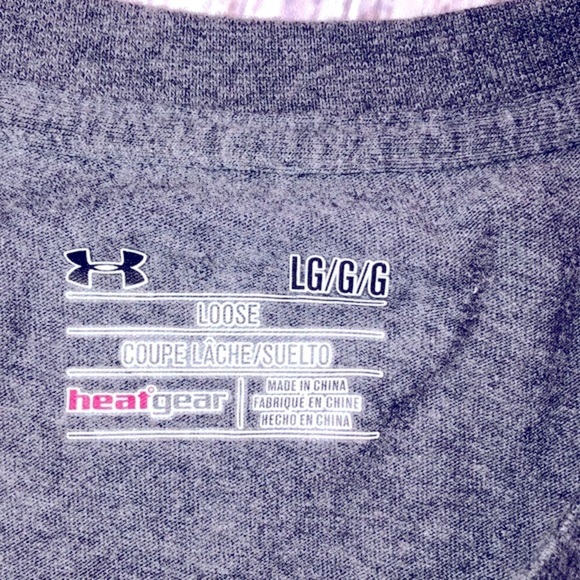 LG/G/G
LOOSE
COUPE LÂCHE/SUELTO
heatgear
MADE IN CHINA
FABRIQUÉ EN CHINE
HECHO EN CHINA